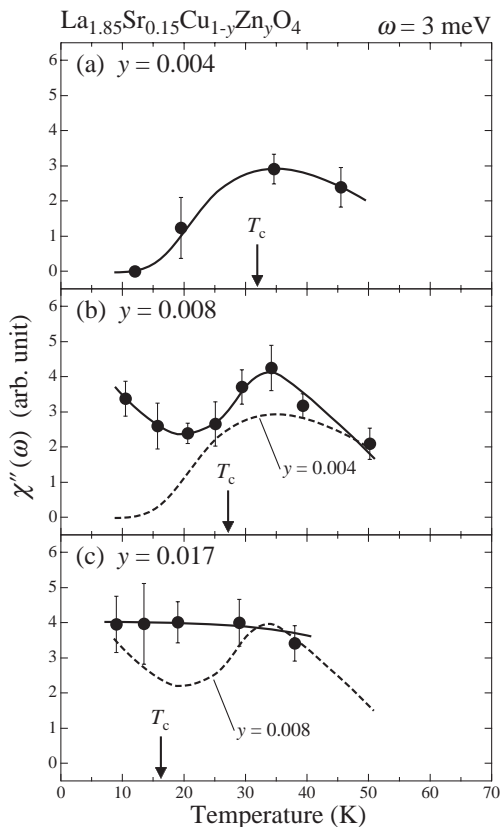 La1.85Sr0.15Cu1-yZnyO4 ω = 3 meV
(a) y = 0.004
6
5
4
3
2
1
0
Tc
(b) y = 0.008
6
5
4
3
2
1
0
Tc
y = 0.004
χ″(ω) (arb. unit)
(c) y = 0.017
6
5
4
3
2
1
0
Tc
y = 0.008
0 10 20 30 40 50 60 70
Temperature (K)